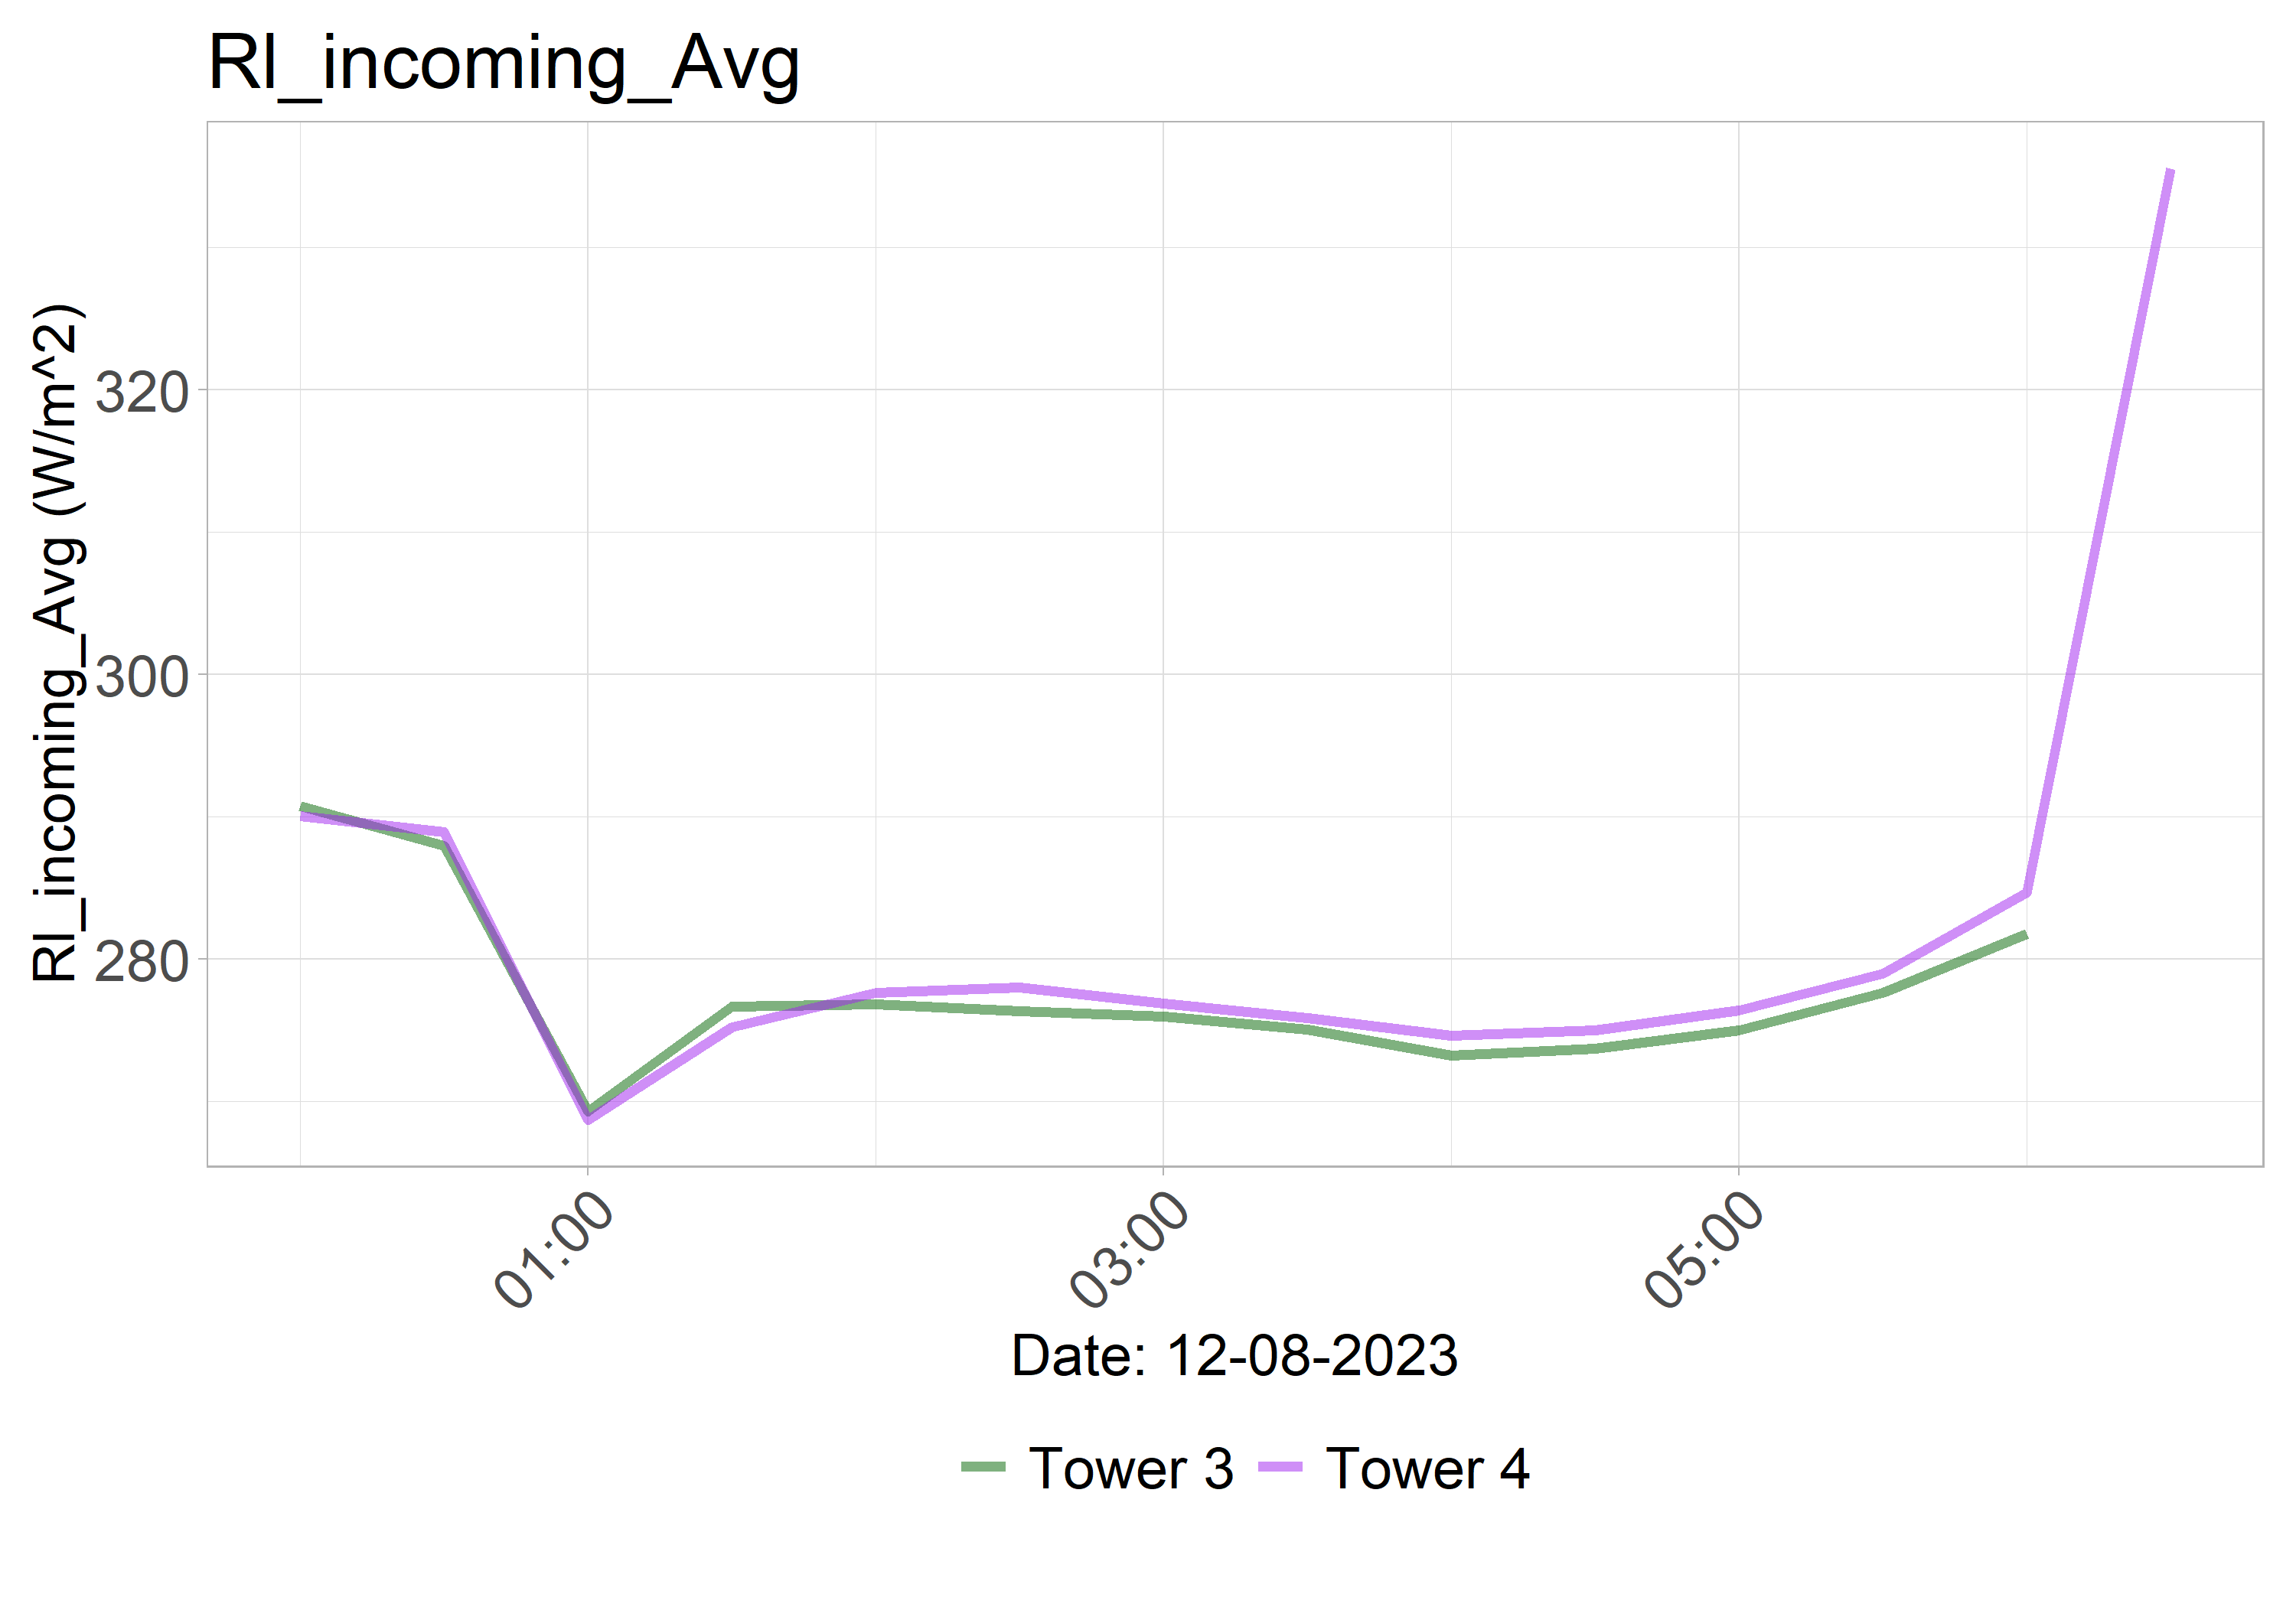 Rl_incoming_Avg
Rl_incoming_Avg (W/m^2)
320
300
280
01:00
03:00
05:00
Date: 12-08-2023
Tower 3
Tower 4